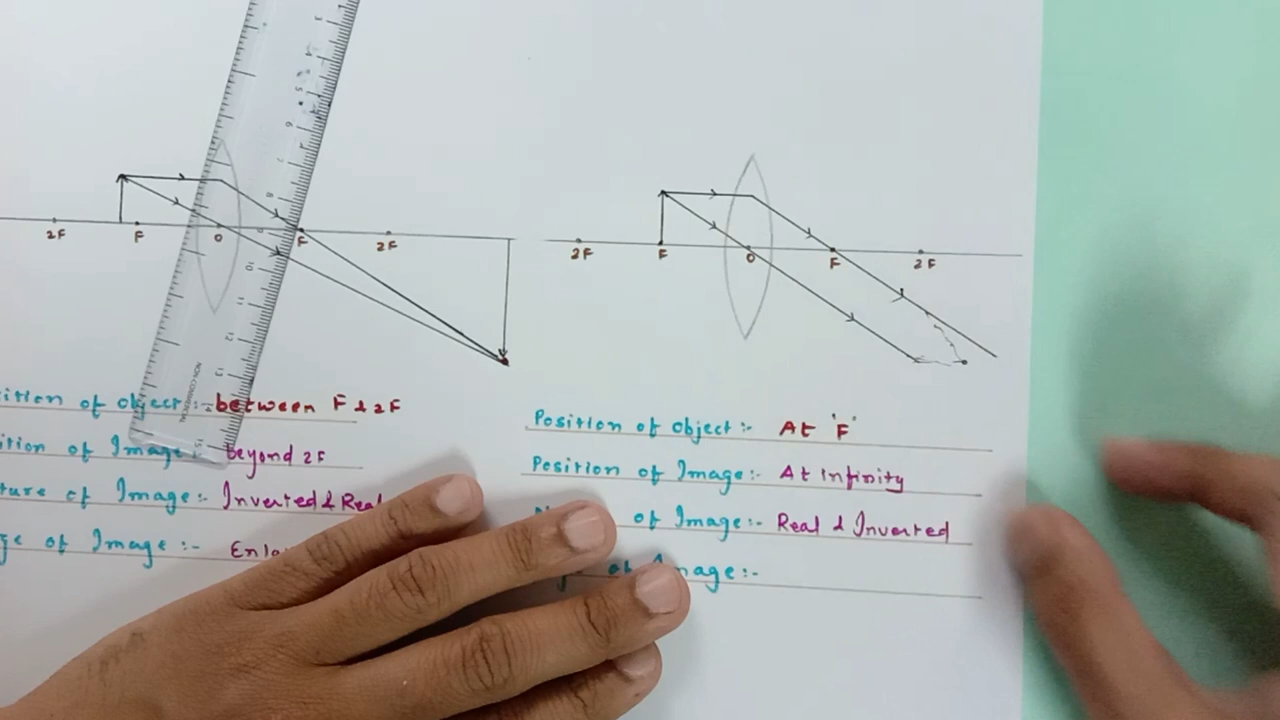 2F F O F 2F
2F F O F 2F
ition of object :- between F & 2F
ition of Image :- beyond 2F
ture of Image:- Inverted & Real
ge of Image :- Enla
Position of object :- At 'F'
Position of Image:- At Infinity
N of Image:- Real & Inverted
of Image:-